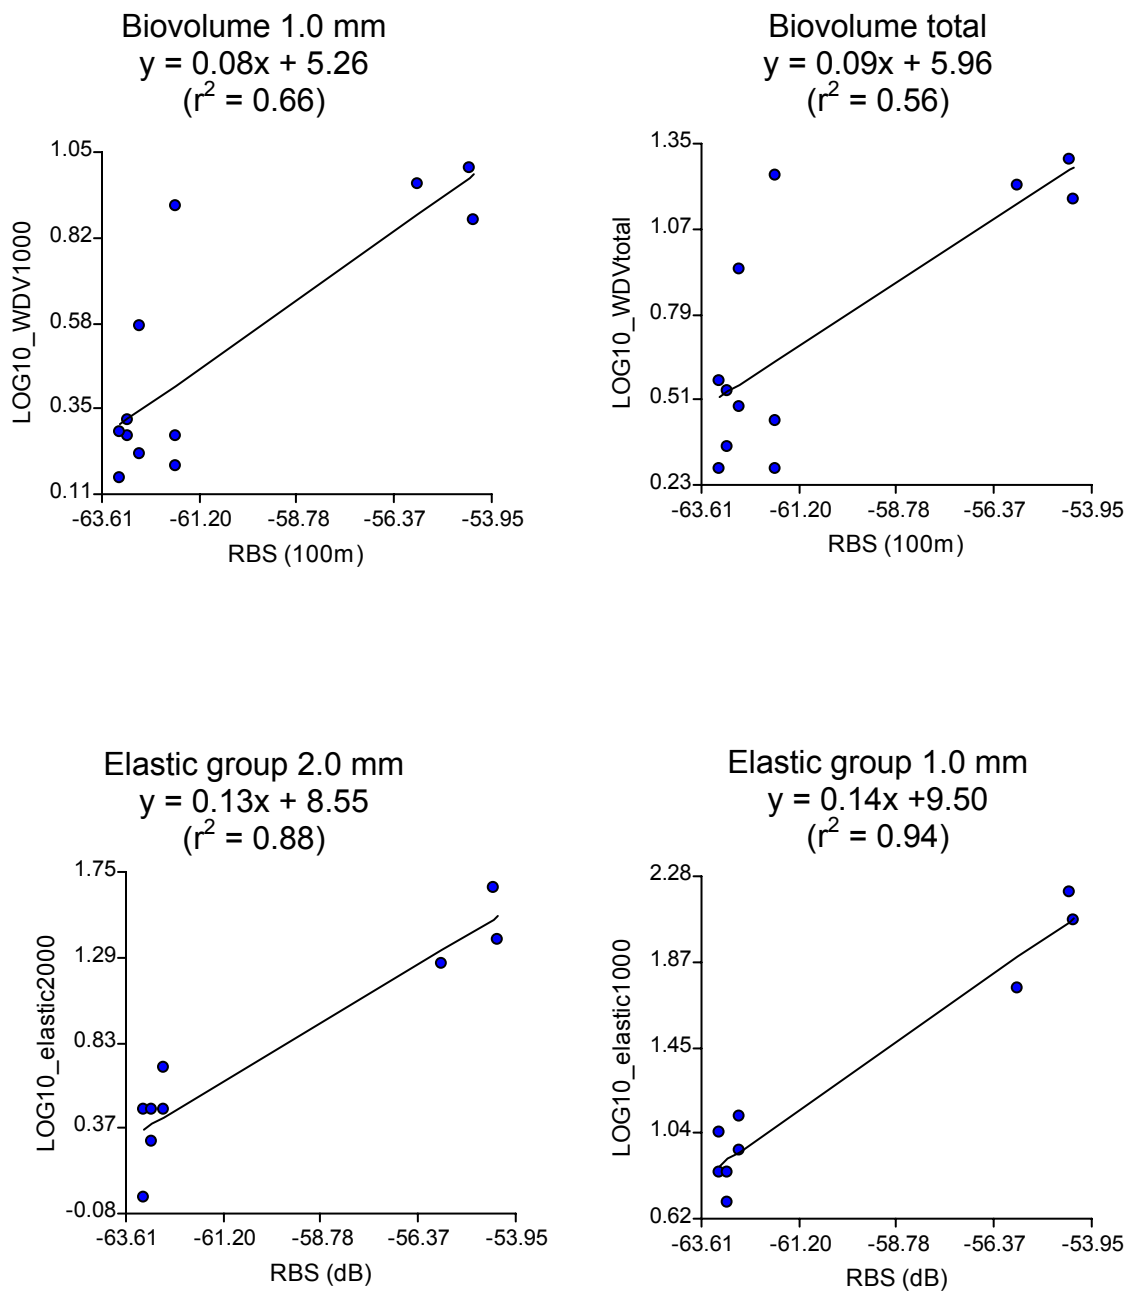 Biovolume 1.0 mm
y = 0.08x + 5.26
(r² = 0.66)
1.05
0.82
0.58
0.35
0.11
LOG10_WDV1000
-63.61 -61.20 -58.78 -56.37 -53.95
RBS (100m)
Biovolume total
y = 0.09x + 5.96
(r² = 0.56)
1.35
1.07
0.79
0.51
0.23
LOG10_WDVtotal
-63.61 -61.20 -58.78 -56.37 -53.95
RBS (100m)
Elastic group 2.0 mm
y = 0.13x + 8.55
(r² = 0.88)
1.75
1.29
0.83
0.37
-0.08
LOG10_elastic2000
-63.61 -61.20 -58.78 -56.37 -53.95
RBS (dB)
Elastic group 1.0 mm
y = 0.14x +9.50
(r² = 0.94)
2.28
1.87
1.45
1.04
0.62
LOG10_elastic1000
-63.61 -61.20 -58.78 -56.37 -53.95
RBS (dB)